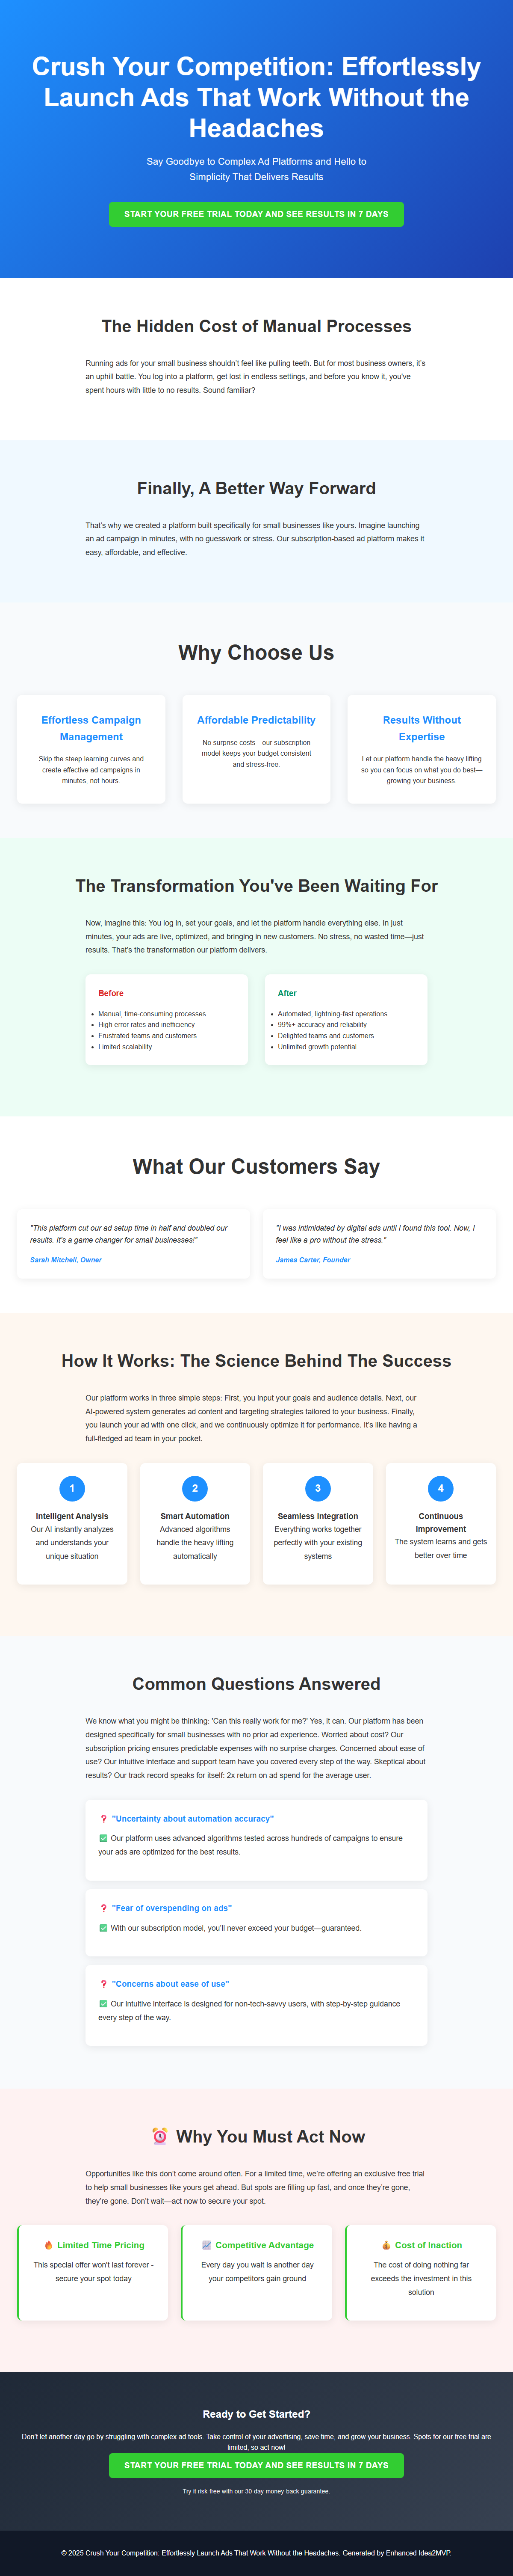 Crush Your Competition: Effortlessly
Launch Ads That Work Without the
Headaches
Say Goodbye to Complex Ad Platforms and Hello to
Simplicity That Delivers Results
START YOUR FREE TRIAL TODAY AND SEE RESULTS IN 7 DAYS
The Hidden Cost of Manual Processes
Running ads for your small business shouldn't feel like pulling teeth. But for most business owners, it's
an uphill battle. You log into a platform, get lost in endless settings, and before you know it, you've
spent hours with little to no results. Sound familiar?
Finally, A Better Way Forward
That's why we created a platform built specifically for small businesses like yours. Imagine launching
an ad campaign in minutes, with no guesswork or stress. Our subscription-based ad platform makes it
easy, affordable, and effective.
Why Choose Us
Effortless Campaign
Management
Skip the steep learning curves and
create effective ad campaigns in
minutes, not hours.
Affordable Predictability
No surprise costs—our subscription
model keeps your budget consistent
and stress-free.
Results Without
Expertise
Let our platform handle the heavy lifting
so you can focus on what you do best—
growing your business.
The Transformation You've Been Waiting For
Now, imagine this: You log in, set your goals, and let the platform handle everything else. In just
minutes, your ads are live, optimized, and bringing in new customers. No stress, no wasted time—just
results. That's the transformation our platform delivers.
Before
• Manual, time-consuming processes
• High error rates and inefficiency
• Frustrated teams and customers
• Limited scalability
After
• Automated, lightning-fast operations
• 99%+ accuracy and reliability
• Delighted teams and customers
• Unlimited growth potential
What Our Customers Say
"This platform cut our ad setup time in half and doubled our
results. It's a game changer for small businesses!"
Sarah Mitchell, Owner
"I was intimidated by digital ads until I found this tool. Now, I
feel like a pro without the stress."
James Carter, Founder
How It Works: The Science Behind The Success
Our platform works in three simple steps: First, you input your goals and audience details. Next, our
AI-powered system generates ad content and targeting strategies tailored to your business. Finally,
you launch your ad with one click, and we continuously optimize it for performance. It's like having a
full-fledged ad team in your pocket.
1
Intelligent Analysis
Our AI instantly analyzes
and understands your
unique situation
2
Smart Automation
Advanced algorithms
handle the heavy lifting
automatically
3
Seamless Integration
Everything works together
perfectly with your existing
systems
4
Continuous
Improvement
The system learns and gets
better over time
Common Questions Answered
We know what you might be thinking: 'Can this really work for me?' Yes, it can. Our platform has been
designed specifically for small businesses with no prior ad experience. Worried about cost? Our
subscription pricing ensures predictable expenses with no surprise charges. Concerned about ease of
use? Our intuitive interface and support team have you covered every step of the way. Skeptical about
results? Our track record speaks for itself: 2x return on ad spend for the average user.
❓ "Uncertainty about automation accuracy"
✅ Our platform uses advanced algorithms tested across hundreds of campaigns to ensure
your ads are optimized for the best results.
❓ "Fear of overspending on ads"
✅ With our subscription model, you'll never exceed your budget—guaranteed.
❓ "Concerns about ease of use"
✅ Our intuitive interface is designed for non-tech-savvy users, with step-by-step guidance
every step of the way.
⏰ Why You Must Act Now
Opportunities like this don't come around often. For a limited time, we're offering an exclusive free trial
to help small businesses like yours get ahead. But spots are filling up fast, and once they're gone,
they're gone. Don't wait—act now to secure your spot.
🔥 Limited Time Pricing
This special offer won't last forever -
secure your spot today
📈 Competitive Advantage
Every day you wait is another day
your competitors gain ground
💰 Cost of Inaction
The cost of doing nothing far
exceeds the investment in this
solution
Ready to Get Started?
Don't let another day go by struggling with complex ad tools. Take control of your advertising, save time, and grow your business. Spots for our free trial are
limited, so act now!
START YOUR FREE TRIAL TODAY AND SEE RESULTS IN 7 DAYS
Try it risk-free with our 30-day money-back guarantee.
© 2025 Crush Your Competition: Effortlessly Launch Ads That Work Without the Headaches. Generated by Enhanced Idea2MVP.